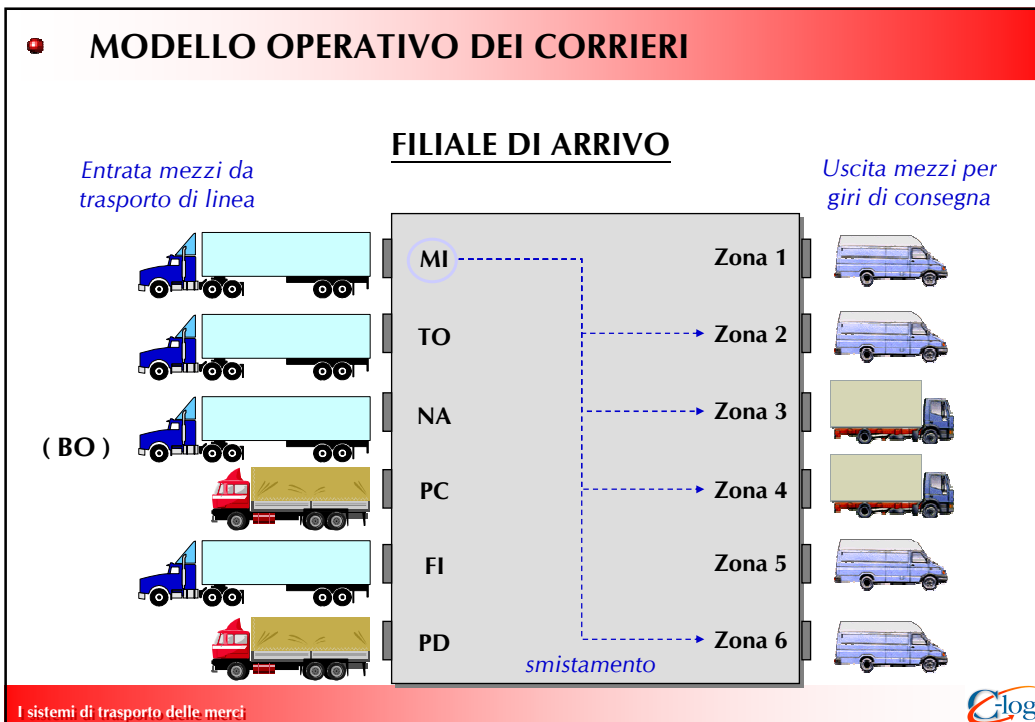 MODELLO OPERATIVO DEI CORRIERI
FILIALE DI ARRIVO
Entrata mezzi da
trasporto di linea
Uscita mezzi per
giri di consegna
MI
Zona 1
TO
Zona 2
NA
Zona 3
( BO )
PC
Zona 4
FI
Zona 5
PD
Zona 6
smistamento
I sistemi di trasporto delle merci
C-log